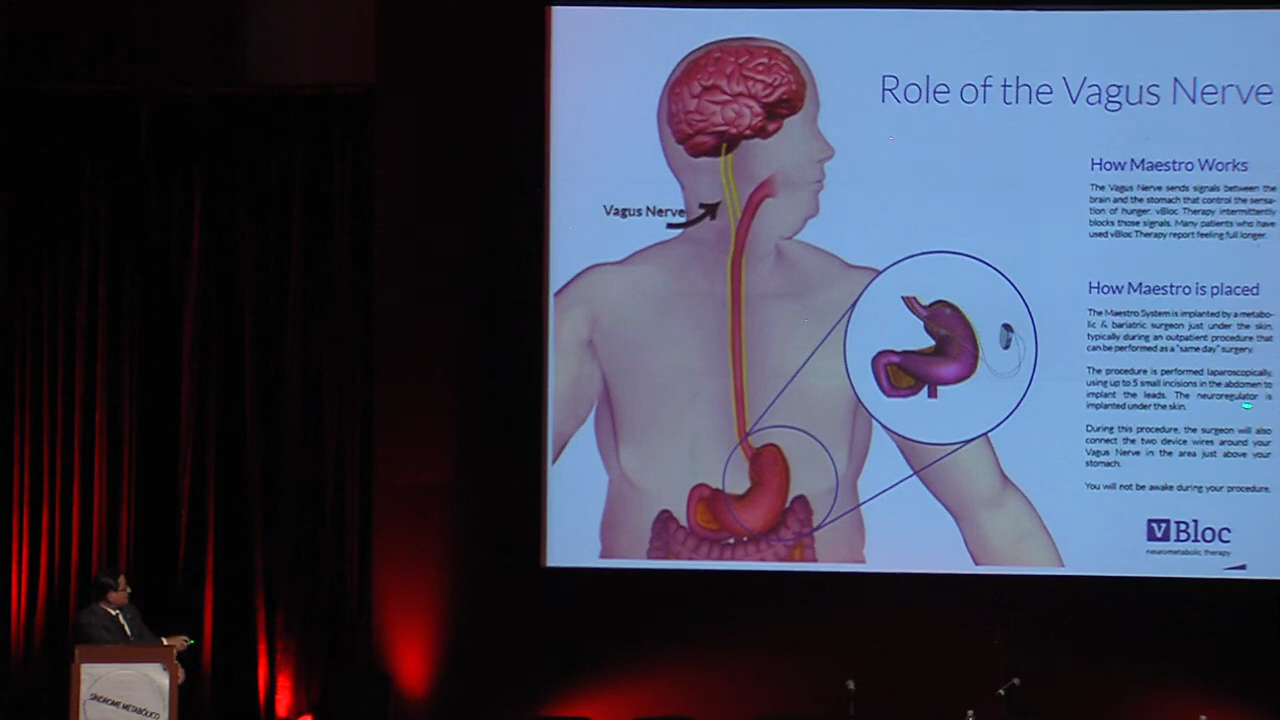 Role of the Vagus Nerve
How Maestro Works
The Vagus Nerve sends signals between the
brain and the stomach that control the sensa-
tion of hunger. vBloc Therapy intermittently
blocks those signals. Many patients who have
used vBloc Therapy report feeling full longer.
Vagus Nerve
How Maestro is placed
The Maestro System is implanted by a metabo-
lic & bariatric surgeon just under the skin,
typically during an outpatient procedure that
can be performed as a "same day" surgery.
The procedure is performed laparoscopically,
using up to 5 small incisions in the abdomen to
implant the leads. The neuroregulator is
implanted under the skin.
During this procedure, the surgeon will also
connect the two device wires around your
Vagus Nerve in the area just above your
stomach.
You will not be awake during your procedure.
V Bloc
neurometabolic therapy
SÍNDROME METABÓLICO